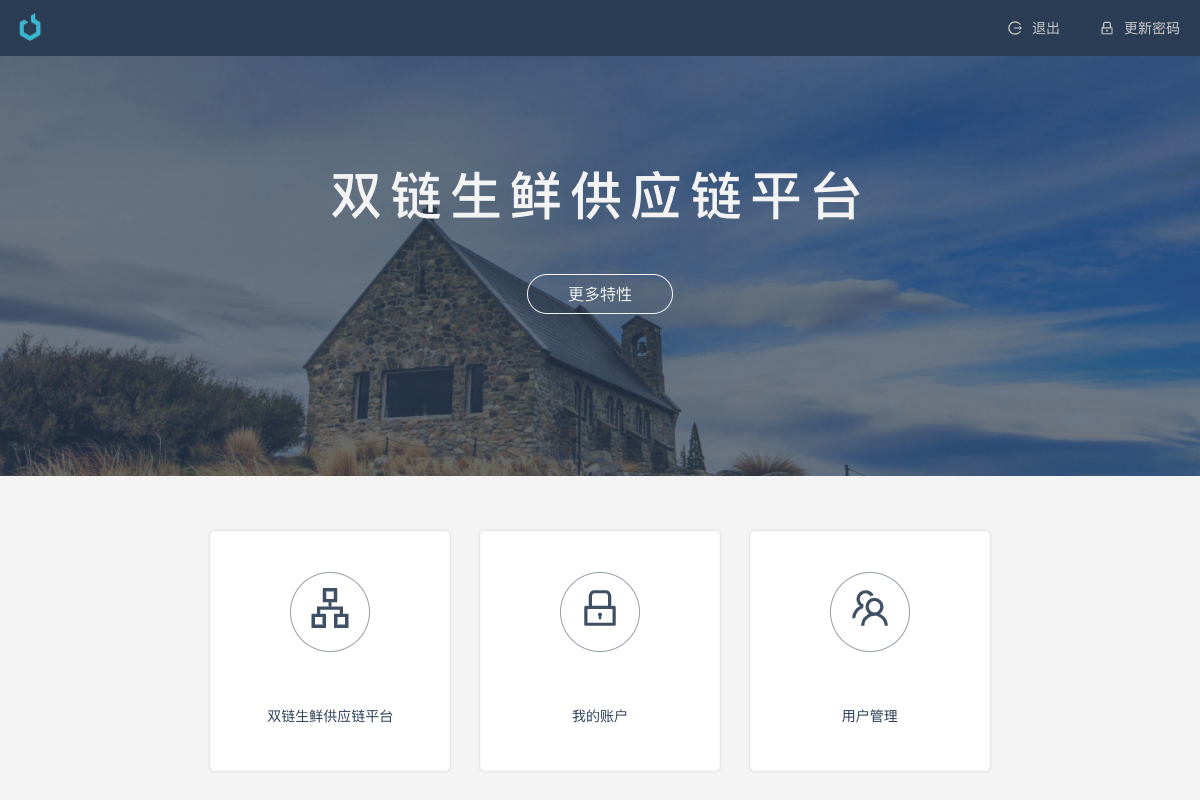 退出
更新密码
双链生鲜供应链平台
更多特性
双链生鲜供应链平台
我的账户
用户管理